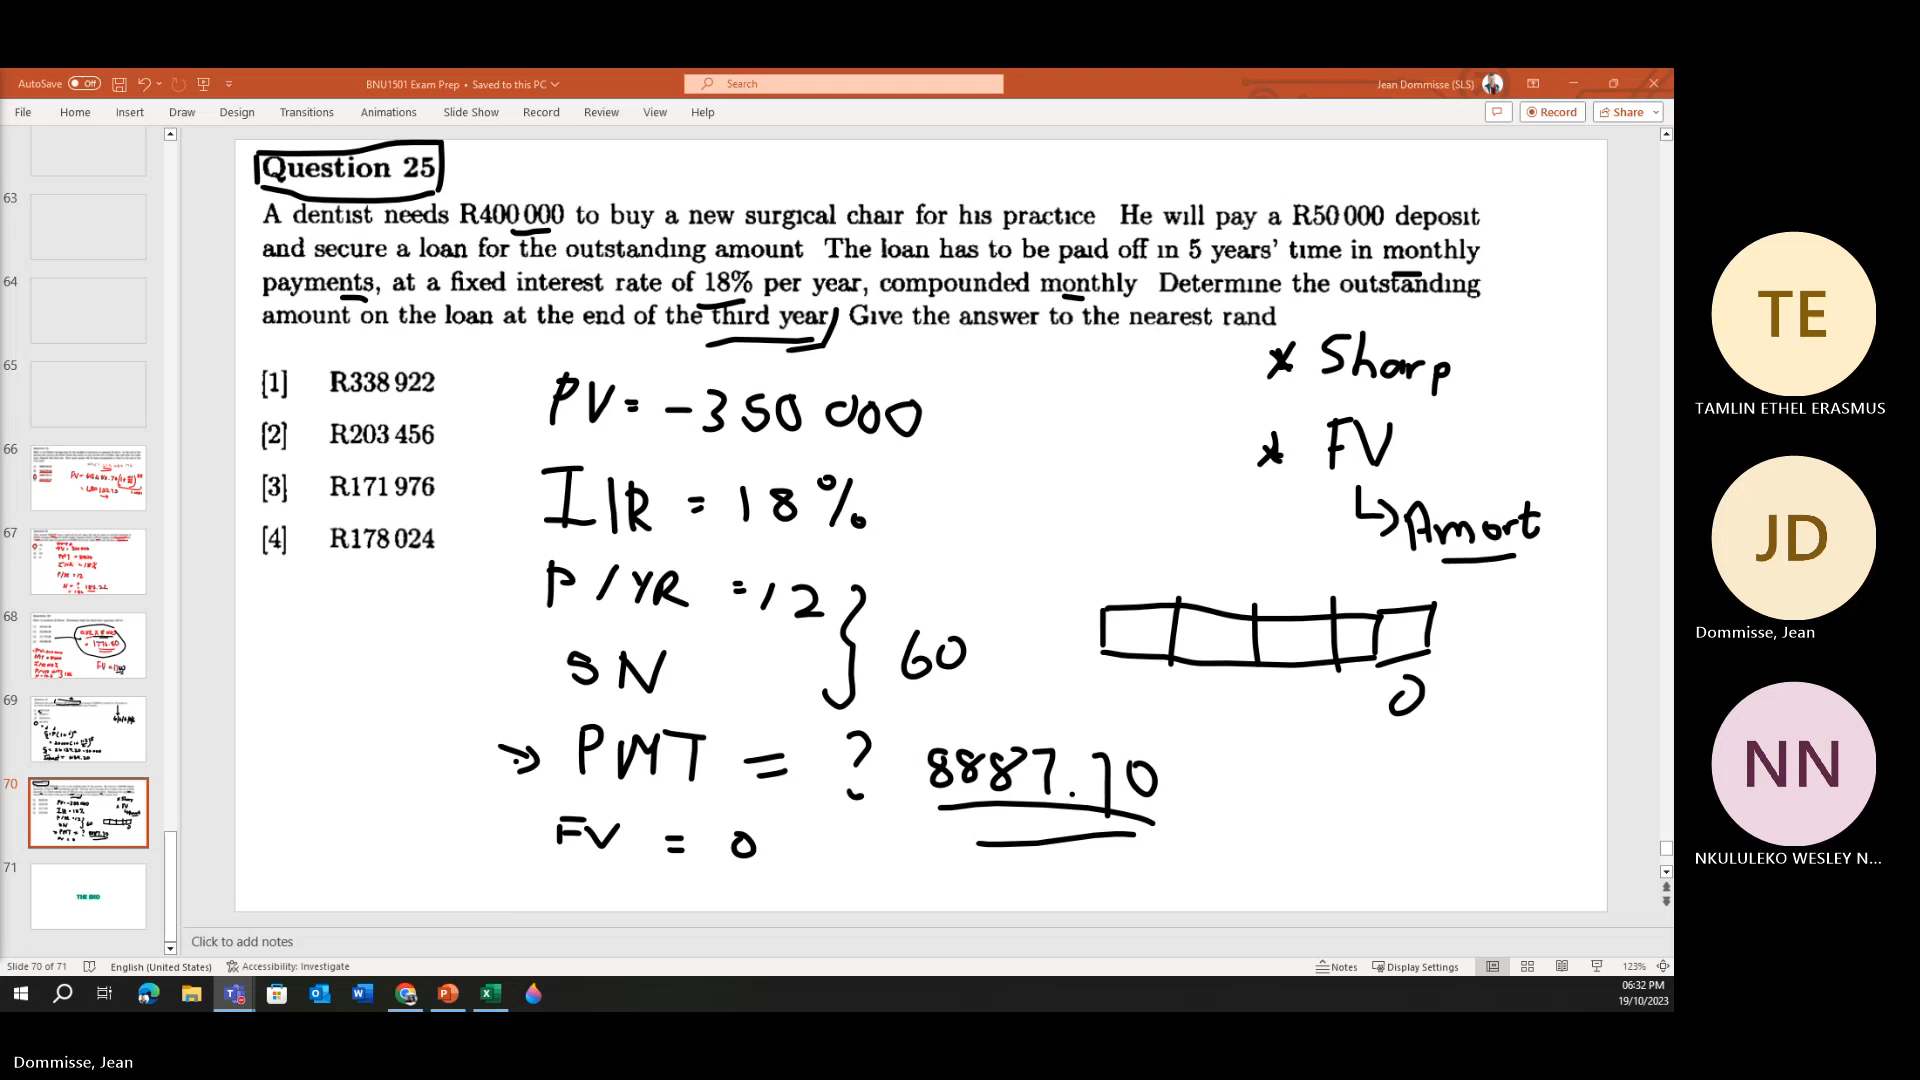 AutoSave Off
BNU1501 Exam Prep • Saved to this PC
Search
Jean Dommisse (SLS)
File Home Insert Draw Design Transitions Animations Slide Show Record Review View Help
Record Share
63
64
65
66
67
68
69
70
71
THE END
Question 25
A dentist needs R400 000 to buy a new surgical chair for his practice He will pay a R50 000 deposit
and secure a loan for the outstanding amount The loan has to be paid off in 5 years' time in monthly
payments, at a fixed interest rate of 18% per year, compounded monthly Determine the outstanding
amount on the loan at the end of the third year, Give the answer to the nearest rand
[1] R338 922
[2] R203 456
[3] R171 976
[4] R178 024
PV = -350 000
I/R = 18%
P/YR = 12
5 N
60
→ PMT = ? 8887.70
FV = 0
* Sharp
* FV
↳ Amort
0
Click to add notes
Slide 70 of 71 English (United States) Accessibility: Investigate
Notes Display Settings 123%
06:32 PM
19/10/2023
TE
TAMLIN ETHEL ERASMUS
JD
Dommisse, Jean
NN
NKULULEKO WESLEY N...
Dommisse, Jean